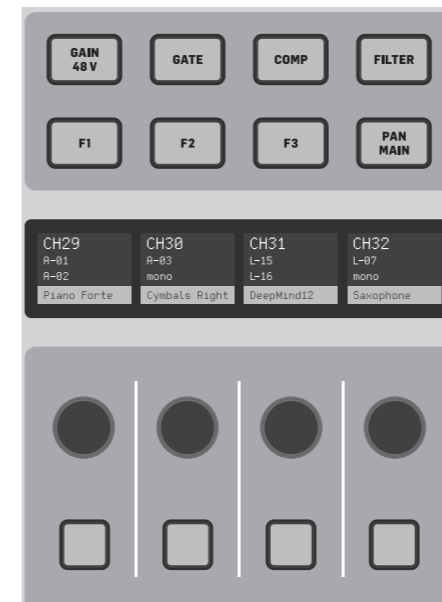 GAIN
48 V
GATE
COMP
FILTER
F1
F2
F3
PAN
MAIN
CH29
A-01
A-02
Piano Forte
CH30
A-03
mono
Cymbals Right
CH31
L-15
L-16
DeepMind12
CH32
L-07
mono
Saxophone